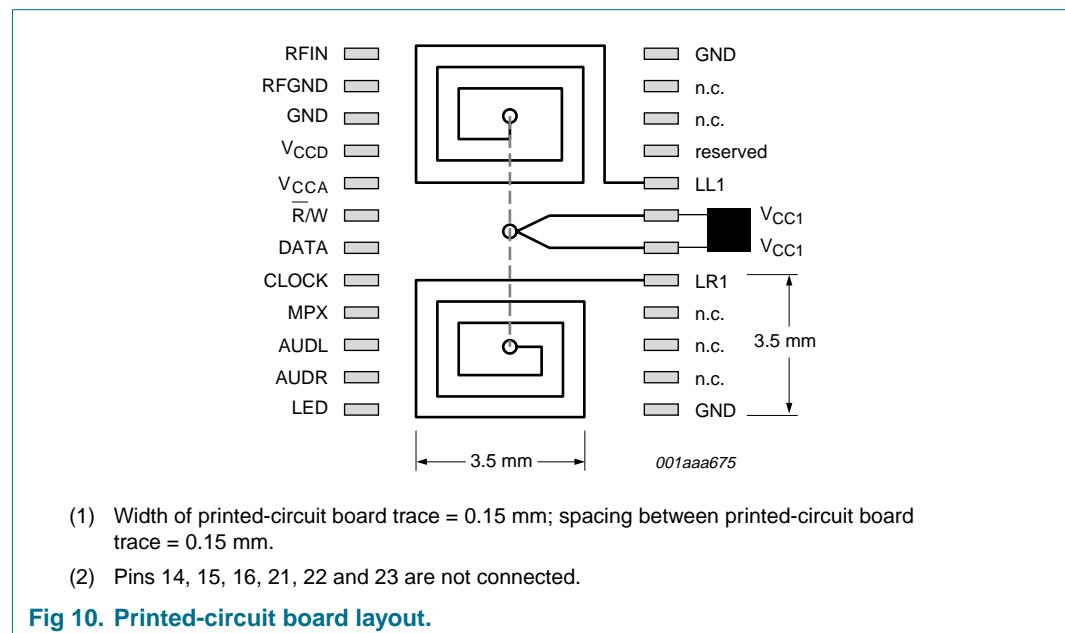 RFIN
GND
RFGND
n.c.
GND
n.c.
VCCD
reserved
VCCA
LL1
R̅/W
VCC1
DATA
VCC1
CLOCK
LR1
MPX
n.c.
AUDL
n.c.
3.5 mm
AUDR
n.c.
LED
GND
3.5 mm
001aaa675
(1) Width of printed-circuit board trace = 0.15 mm; spacing between printed-circuit board
trace = 0.15 mm.
(2) Pins 14, 15, 16, 21, 22 and 23 are not connected.
Fig 10. Printed-circuit board layout.